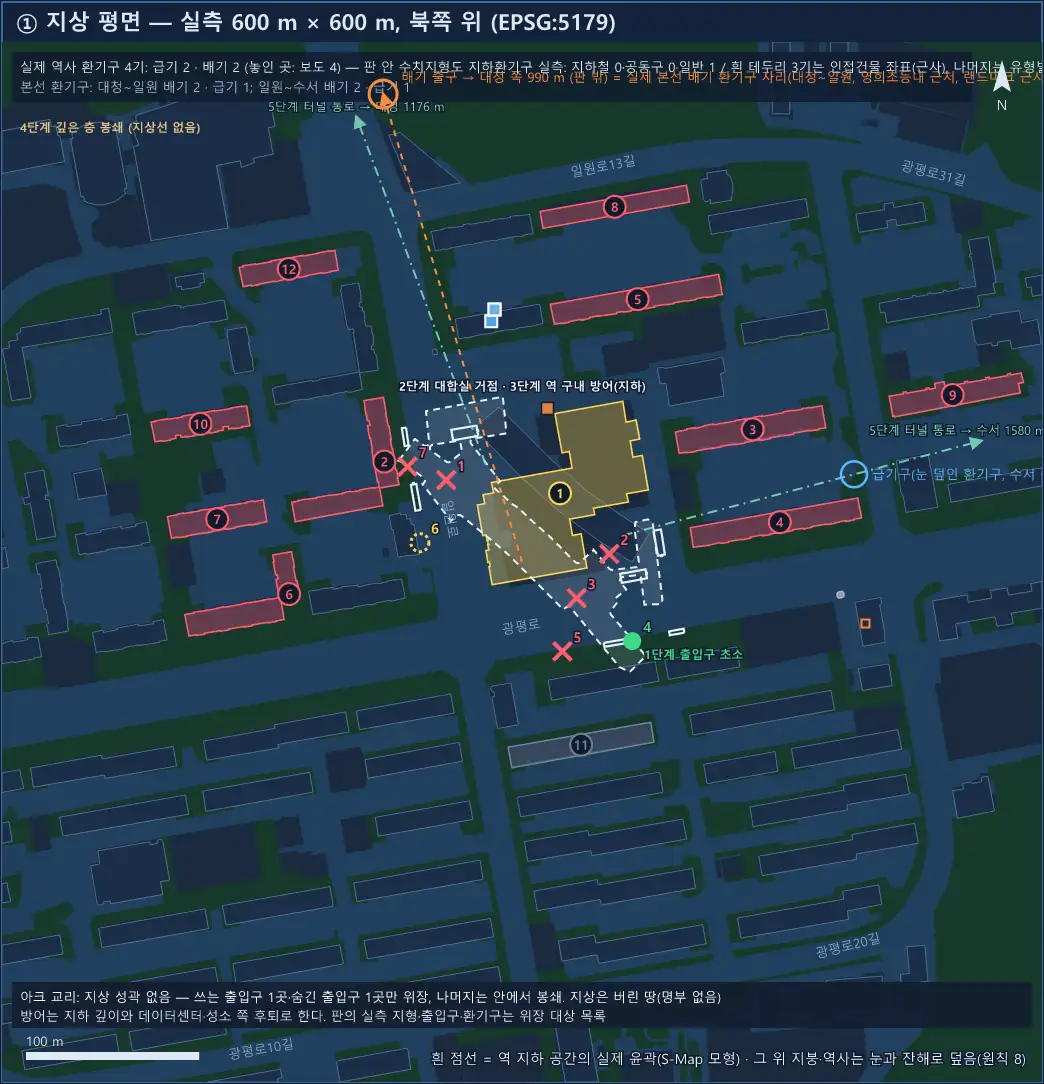 ① 지상 평면 — 실측 600 m × 600 m, 북쪽 위 (EPSG:5179)
실제 역사 환기구 4기: 급기 2 · 배기 2 (놓인 곳: 보도 4) — 판 안 수치지형도 지하환기구 실측: 지하철 0·공동구 0·일반 1 / 흰 테두리 3기는 인접건물 좌표(근사), 나머지는
배기 출구 → 대청 쪽 990 m (판 밖) = 실제 본선 배기 환기구 자리(대청~일원, 영희초등내 근처,
본선 환기구: 대청~일원 배기 2 · 급기 1; 일원~수서 배기 2 · 급기 1
N
5단계 터널 통로 → 1176 m
4단계 깊은 층 봉쇄 (지상선 없음)
일원로13길
광평로31길
8
12
5
2단계 대합실 거점 · 3단계 역 구내 방어(지하)
9
10
3
5단계 터널 통로 → 수서 1580 m
7
2
1
급기구(눈 덮인 환기구, 수서
1
일원로
7
4
6
2
3
6
4
광평로
5
1단계 출입구 초소
11
광평로20길
아크 교리: 지상 성곽 없음 — 쓰는 출입구 1곳·숨긴 출입구 1곳만 위장, 나머지는 안에서 봉쇄. 지상은 버린 땅(명부 없음)
방어는 지하 깊이와 데이터센터·성소 쪽 후퇴로 한다. 판의 실측 지형·출입구·환기구는 위장 대상 목록
100 m
광평로10길
흰 점선 = 역 지하 공간의 실제 윤곽(S-Map 모형) · 그 위 지붕·역사는 눈과 잔해로 덮음(원칙 8)